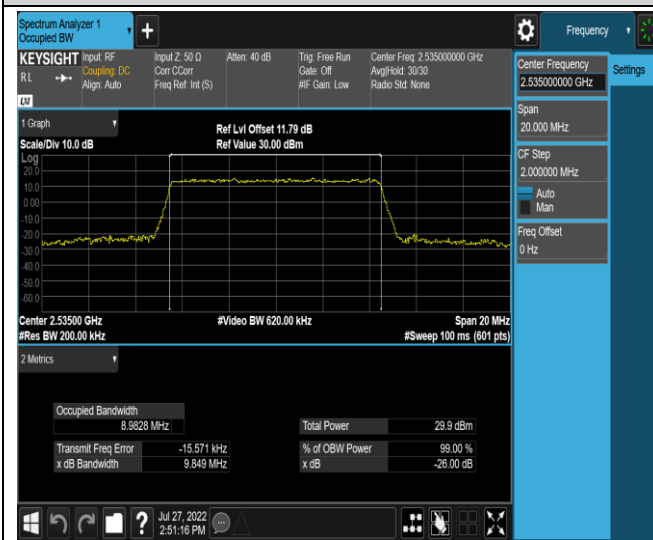 Spectrum Analyzer 1
Occupied BW
+
Frequency
KEYSIGHT
R L
LXI
Input: RF
Coupling: DC
Align: Auto
Input Z: 50 Ω
Corr CCorr
Freq Ref: Int (S)
Atten: 40 dB
Trig: Free Run
Gate: Off
#IF Gain: Low
Center Freq: 2.535000000 GHz
Avg|Hold: 30/30
Radio Std: None
Center Frequency
2.535000000 GHz
Settings
Span
20.000 MHz
CF Step
2.000000 MHz
Auto
Man
Freq Offset
0 Hz
1 Graph
Scale/Div 10.0 dB
Ref Lvl Offset 11.79 dB
Ref Value 30.00 dBm
Log
20.0
10.0
0.00
-10.0
-20.0
-30.0
-40.0
-50.0
-60.0
Center 2.53500 GHz
#Video BW 620.00 kHz
Span 20 MHz
#Res BW 200.00 kHz
#Sweep 100 ms (601 pts)
2 Metrics
Occupied Bandwidth
8.9828 MHz
Total Power 29.9 dBm
Transmit Freq Error -15.571 kHz
% of OBW Power 99.00 %
x dB Bandwidth 9.849 MHz
x dB -26.00 dB
?
Jul 27, 2022
2:51:16 PM